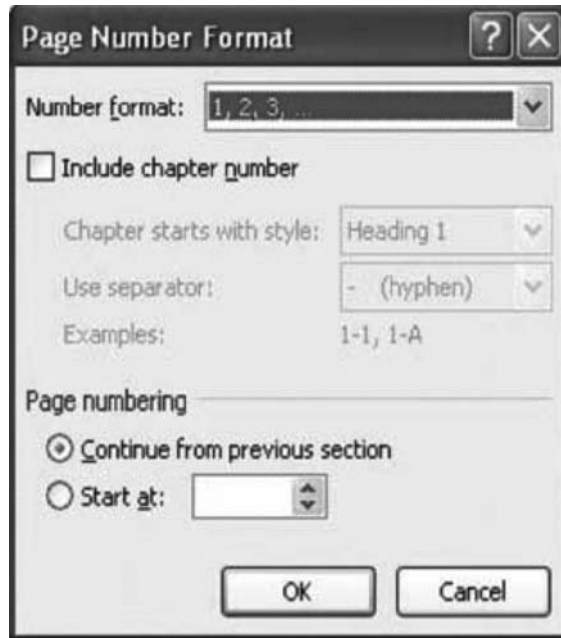 Page Number Format
Number format: 1, 2, 3, ...
Include chapter number
Chapter starts with style: Heading 1
Use separator: - (hyphen)
Examples: 1-1, 1-A
Page numbering
Continue from previous section
Start at:
OK Cancel